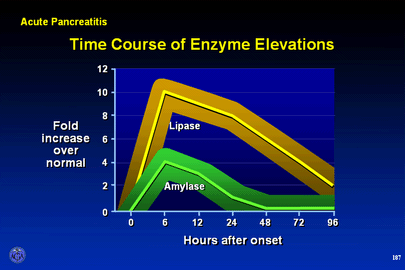 Acute Pancreatitis
Time Course of Enzyme Elevations
Fold
increase
over
normal
12
10
8
6
4
2
0
Lipase
Amylase
0 6 12 24 48 72 96
Hours after onset
107